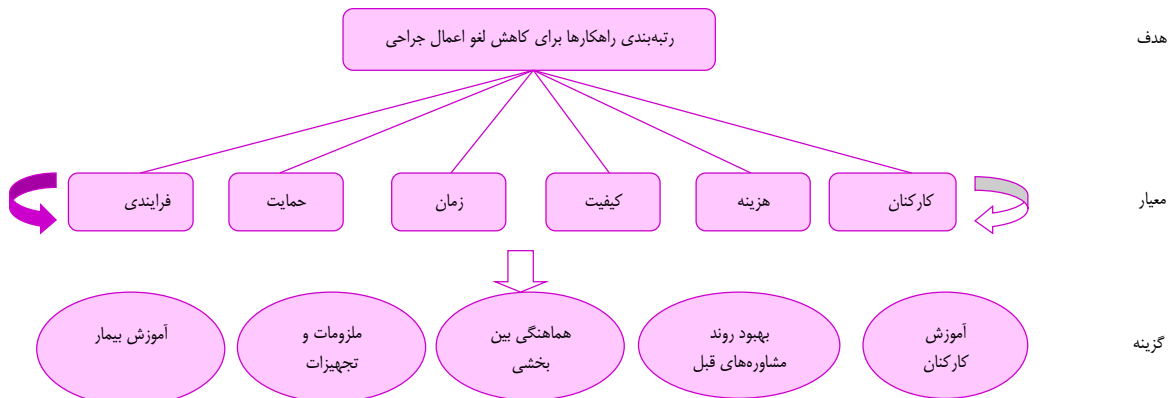 هدف
رتبه‌بندی راهکارها برای کاهش لغو اعمال جراحی
معیار
کارکنان
هزینه
کیفیت
زمان
حمایت
فرایندی
گزینه
آموزش
کارکنان
بهبود روند
مشاوره‌های قبل
هماهنگی بین
بخشی
ملزومات و
تجهیزات
آموزش بیمار